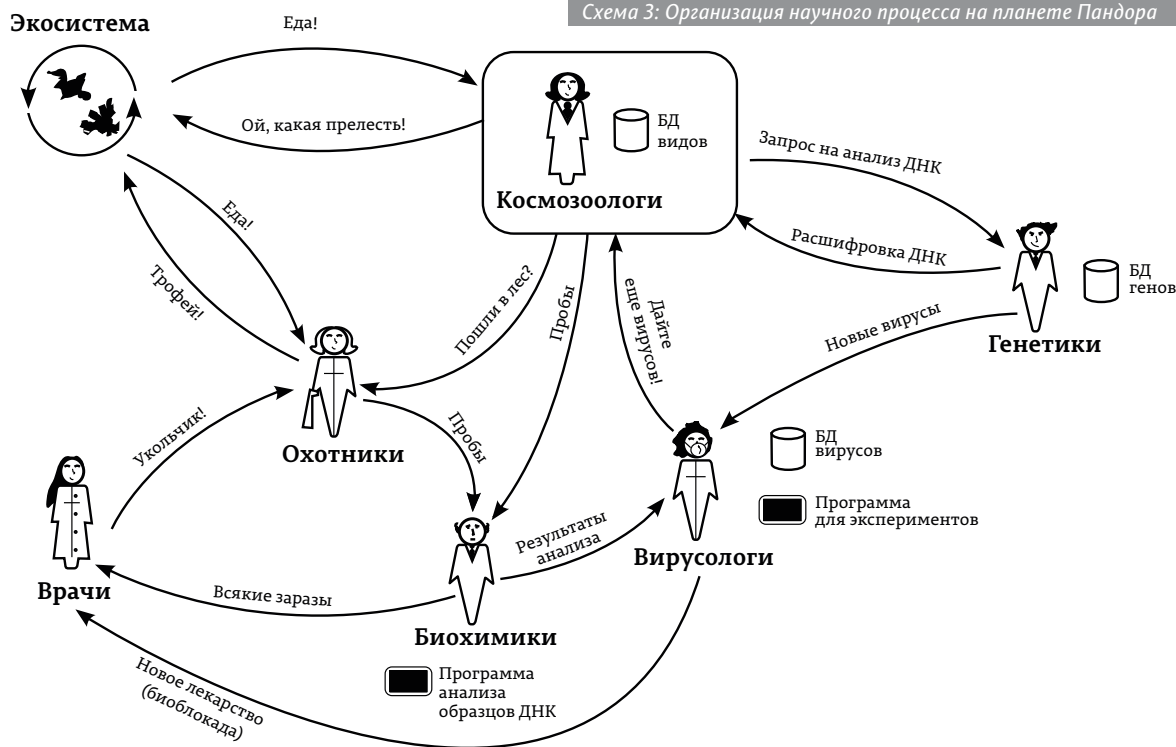 Схема 3: Организация научного процесса на планете Пандора
Экосистема
Еда!
Ой, какая прелесть!
БД
видов
Космозоологи
Запрос на анализ ДНК
Расшифровка ДНК
БД
генов
Генетики
Еда!
Трофей!
Пошли в лес?
Пробы
Дайте
еще вирусов!
Новые вирусы
Охотники
Укольчик!
Пробы
БД
вирусов
Программа
для экспериментов
Вирусологи
Результаты
анализа
Врачи
Всякие заразы
Биохимики
Программа
анализа
образцов ДНК
Новое лекарство
(биоблокада)